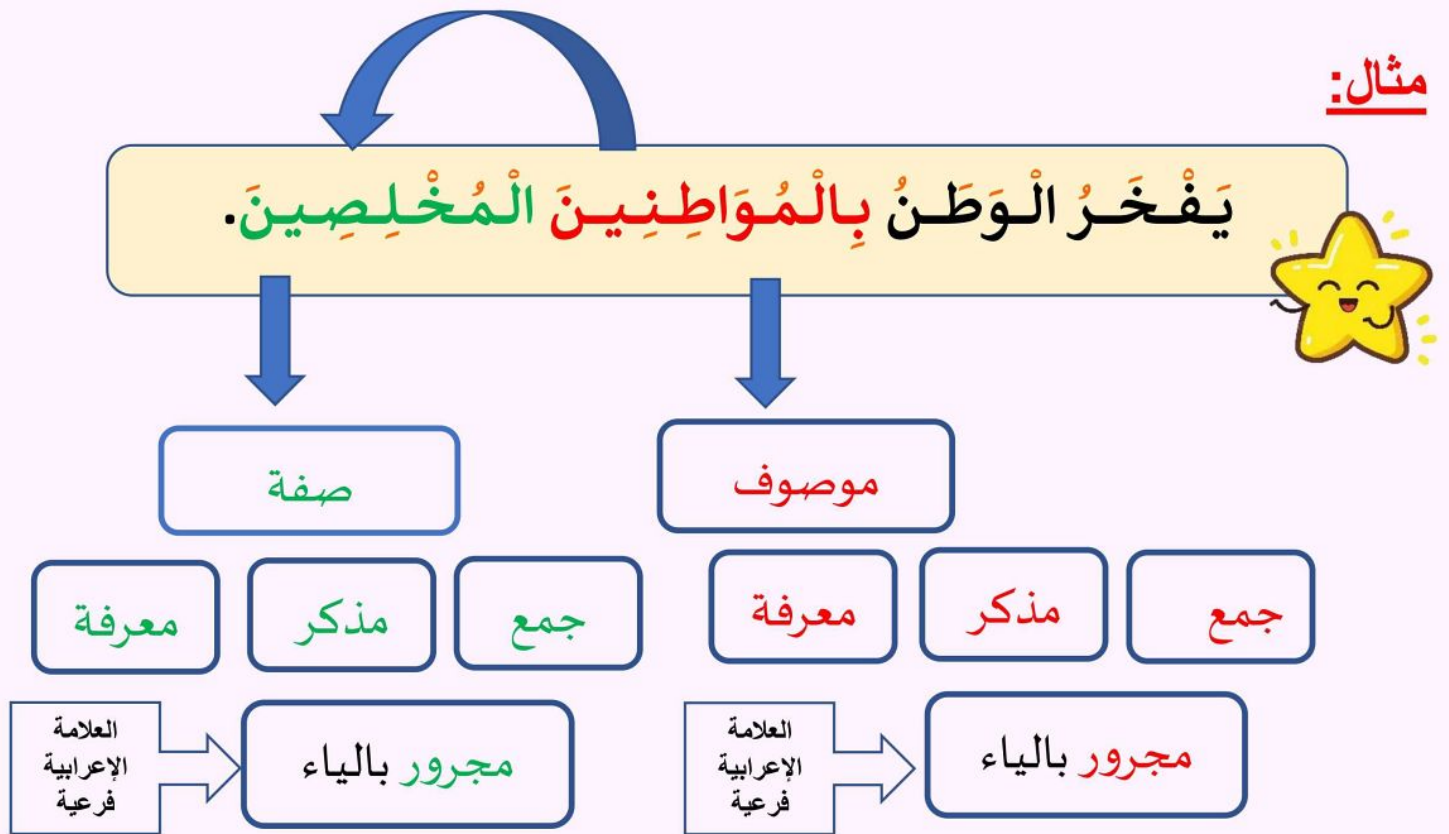 مثال:
يَفْخَرُ الْوَطَنُ بِالْمُوَاطِنِينَ الْمُخْلِصِينَ.
موصوف
صفة
جمع
مذكر
معرفة
جمع
مذكر
معرفة
مجرور بالياء
العلامة
الإعرابية
فرعية
مجرور بالياء
العلامة
الإعرابية
فرعية